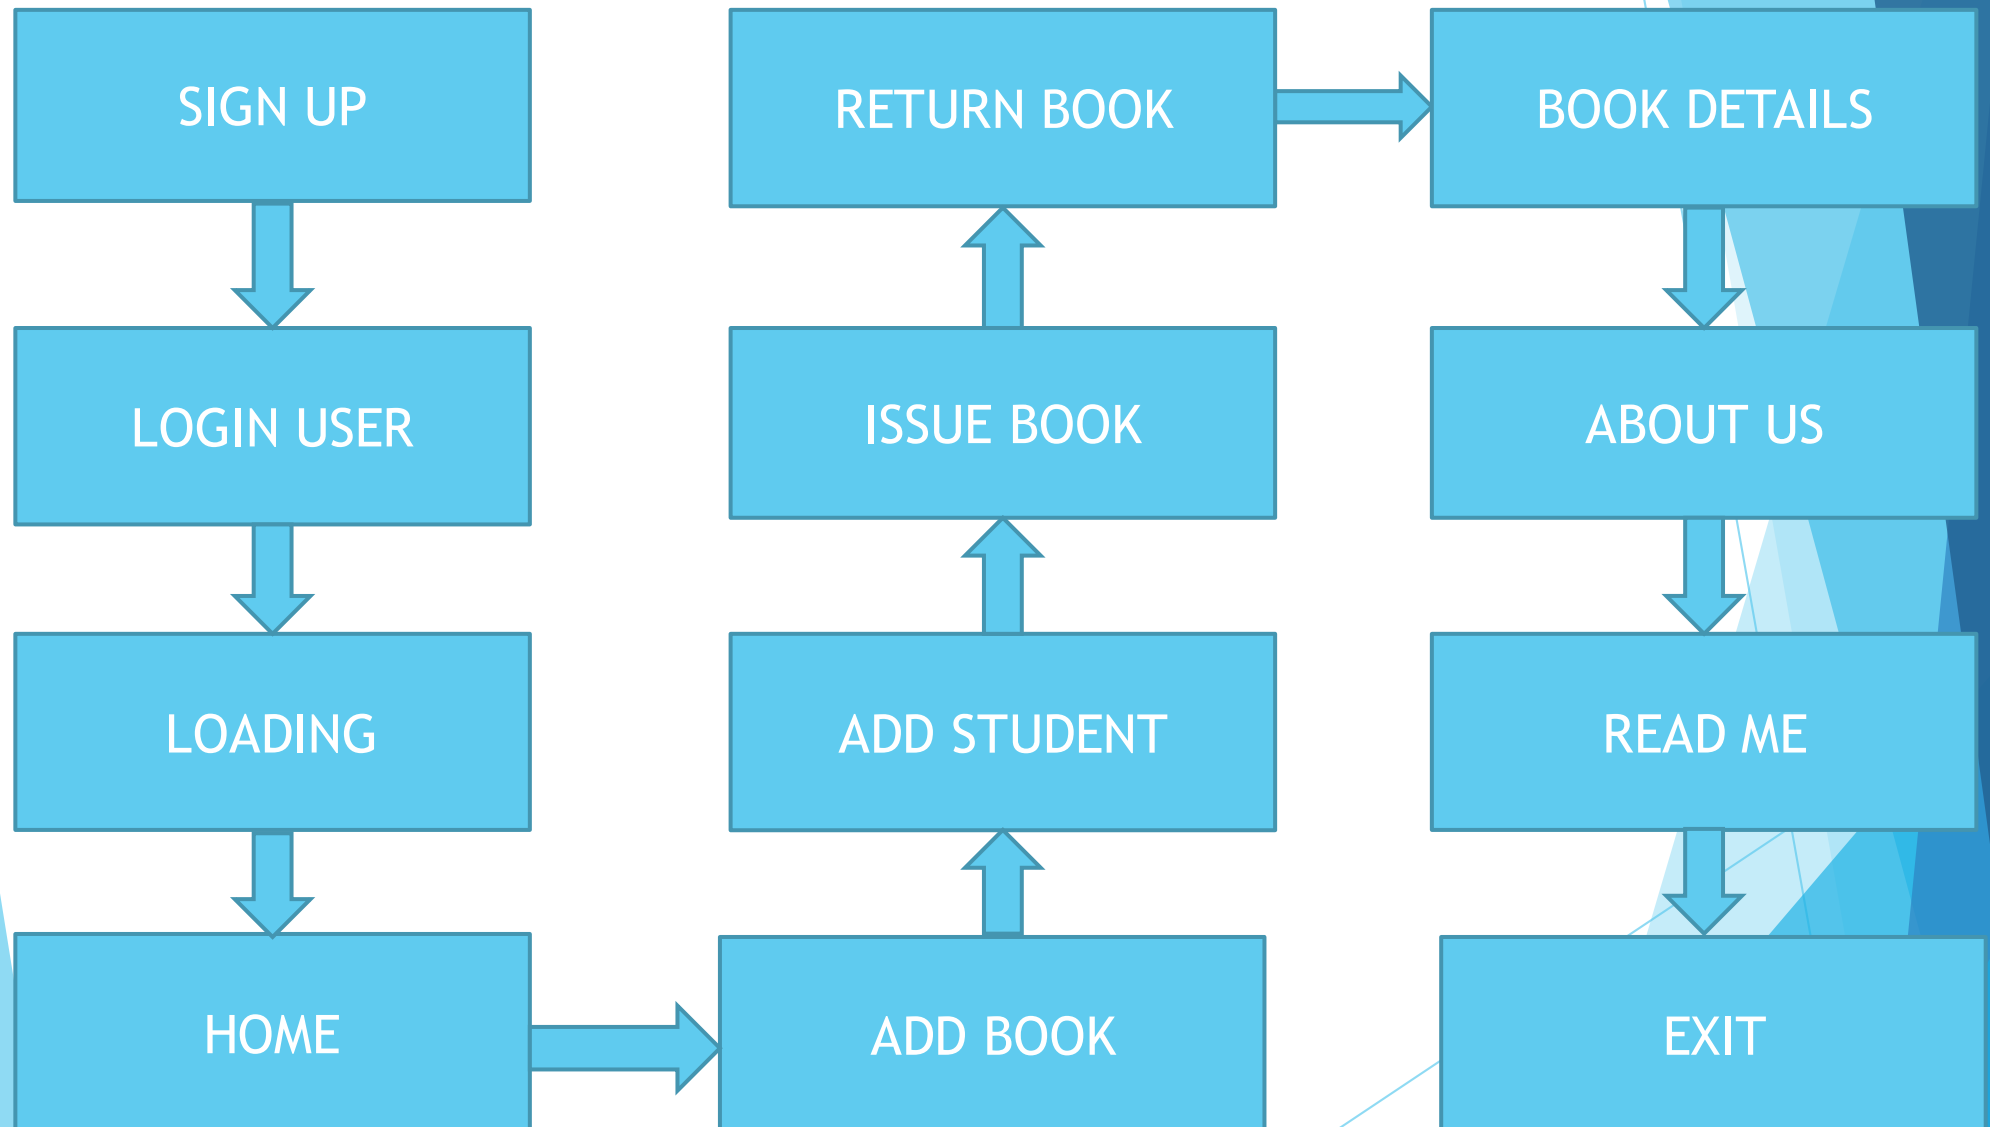 SIGN UP
LOGIN USER
LOADING
HOME
ADD BOOK
ADD STUDENT
ISSUE BOOK
RETURN BOOK
BOOK DETAILS
ABOUT US
READ ME
EXIT